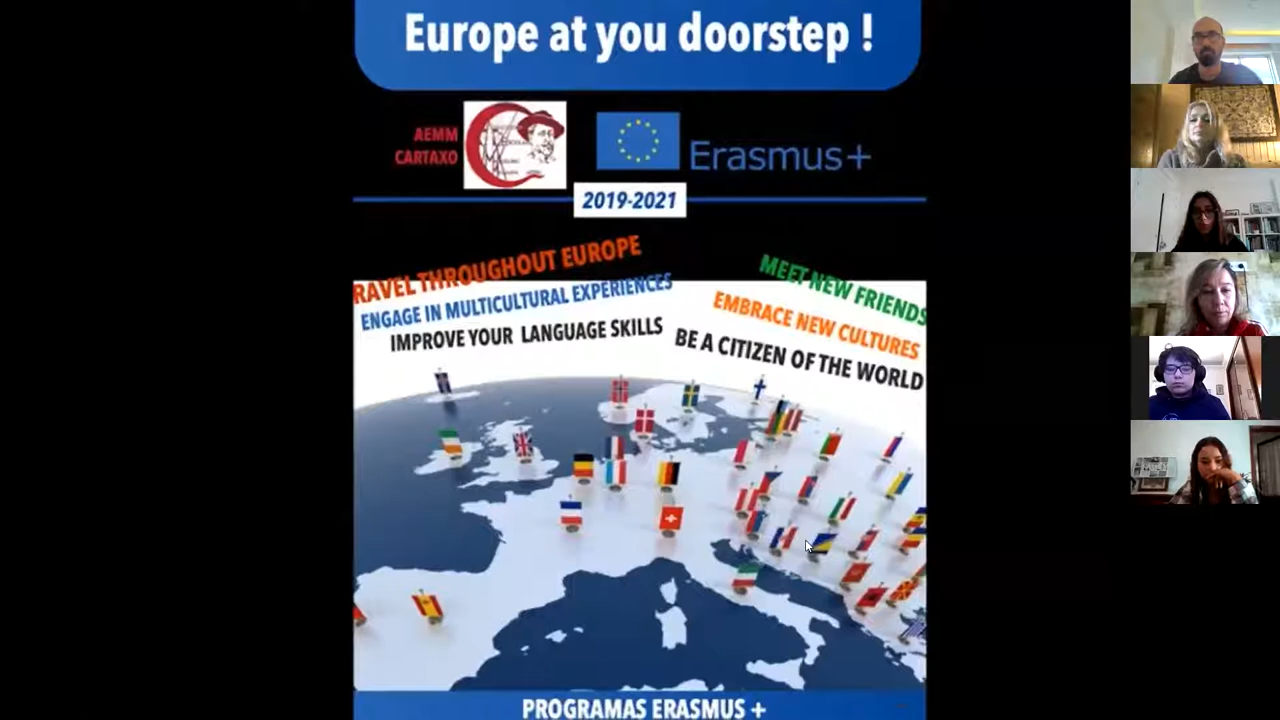 Europe at you doorstep !
AEMM
CARTAXO
Erasmus+
2019-2021
RAVEL THROUGHOUT EUROPE
ENGAGE IN MULTICULTURAL EXPERIENCES
IMPROVE YOUR LANGUAGE SKILLS
MEET NEW FRIENDS
EMBRACE NEW CULTURES
BE A CITIZEN OF THE WORLD
PROGRAMAS ERASMUS +